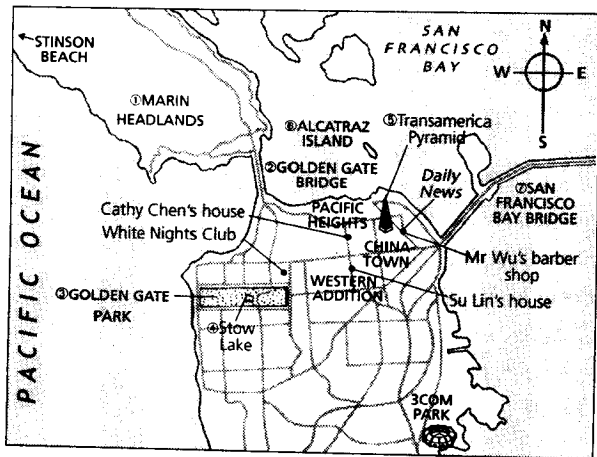 SAN
FRANCISCO
BAY
N
W
E
S
← STINSON
BEACH
①MARIN
HEADLANDS
⑥ALCATRAZ
ISLAND
⑤Transamerica
Pyramid
②GOLDEN GATE
BRIDGE
Daily
News
⑦SAN
FRANCISCO
BAY BRIDGE
PACIFIC
HEIGHTS
Cathy Chen's house
White Nights Club
CHINA
TOWN
Mr Wu's barber
shop
WESTERN
ADDITION
Su Lin's house
③GOLDEN GATE
PARK
④Stow
Lake
3COM
PARK
PACIFIC OCEAN